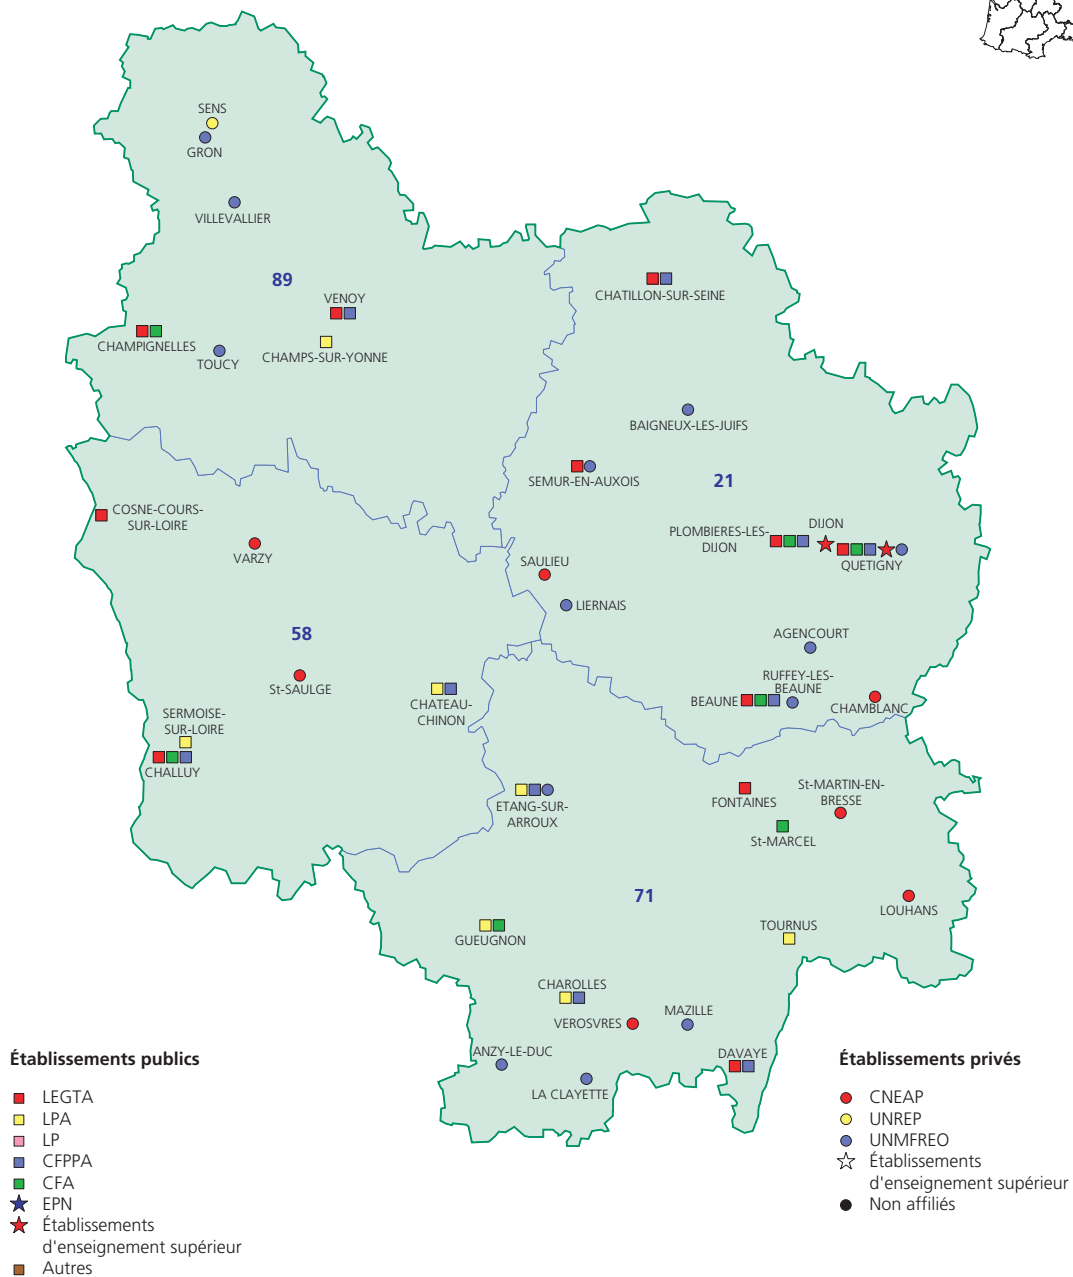 SENS
GRON
VILLEVALLIER
89
VENOY
CHATILLON-SUR-SEINE
CHAMPIGNELLES
CHAMPS-SUR-YONNE
TOUCY
BAIGNEUX-LES-JUIFS
SEMUR-EN-AUXOIS
21
COSNE-COURS-
SUR-LOIRE
VARZY
PLOMBIERES-LES-
DIJON
DIJON
QUETIGNY
SAULIEU
LIERNAIS
58
AGENCOURT
St-SAULGE
RUFFEY-LES-
BEAUNE
BEAUNE
CHAMBLANC
CHATEAU-
CHINON
SERMOISE-
SUR-LOIRE
CHALLUY
ETANG-SUR-
ARROUX
FONTAINES
St-MARTIN-EN-
BRESSE
St-MARCEL
71
LOUHANS
GUEUGNON
TOURNUS
CHAROLLES
VEROSVRES
MAZILLE
ANZY-LE-DUC
LA CLAYETTE
DAVAYE
Établissements publics
LEGTA
LPA
LP
CFPPA
CFA
EPN
Établissements
d'enseignement supérieur
Autres
Établissements privés
CNEAP
UNREP
UNMFREO
Établissements
d'enseignement supérieur
Non affiliés